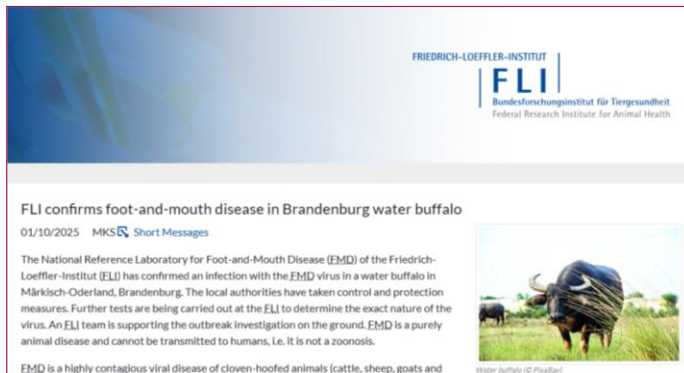 FRIEDRICH-LOEFFLER-INSTITUT
FLI
Bundesforschungsinstitut für Tiergesundheit
Federal Research Institute for Animal Health
FLI confirms foot-and-mouth disease in Brandenburg water buffalo
01/10/2025 MKS Short Messages
The National Reference Laboratory for Foot-and-Mouth Disease (FMD) of the Friedrich-
Loeffler-Institut (FLI) has confirmed an infection with the FMD virus in a water buffalo in
Märkisch-Oderland, Brandenburg. The local authorities have taken control and protection
measures. Further tests are being carried out at the FLI to determine the exact nature of the
virus. An FLI team is supporting the outbreak investigation on the ground. FMD is a purely
animal disease and cannot be transmitted to humans, i.e. it is not a zoonosis.
Water buffalo (© PixaBay)
FMD is a highly contagious viral disease of cloven-hoofed animals (cattle, sheep, goats and